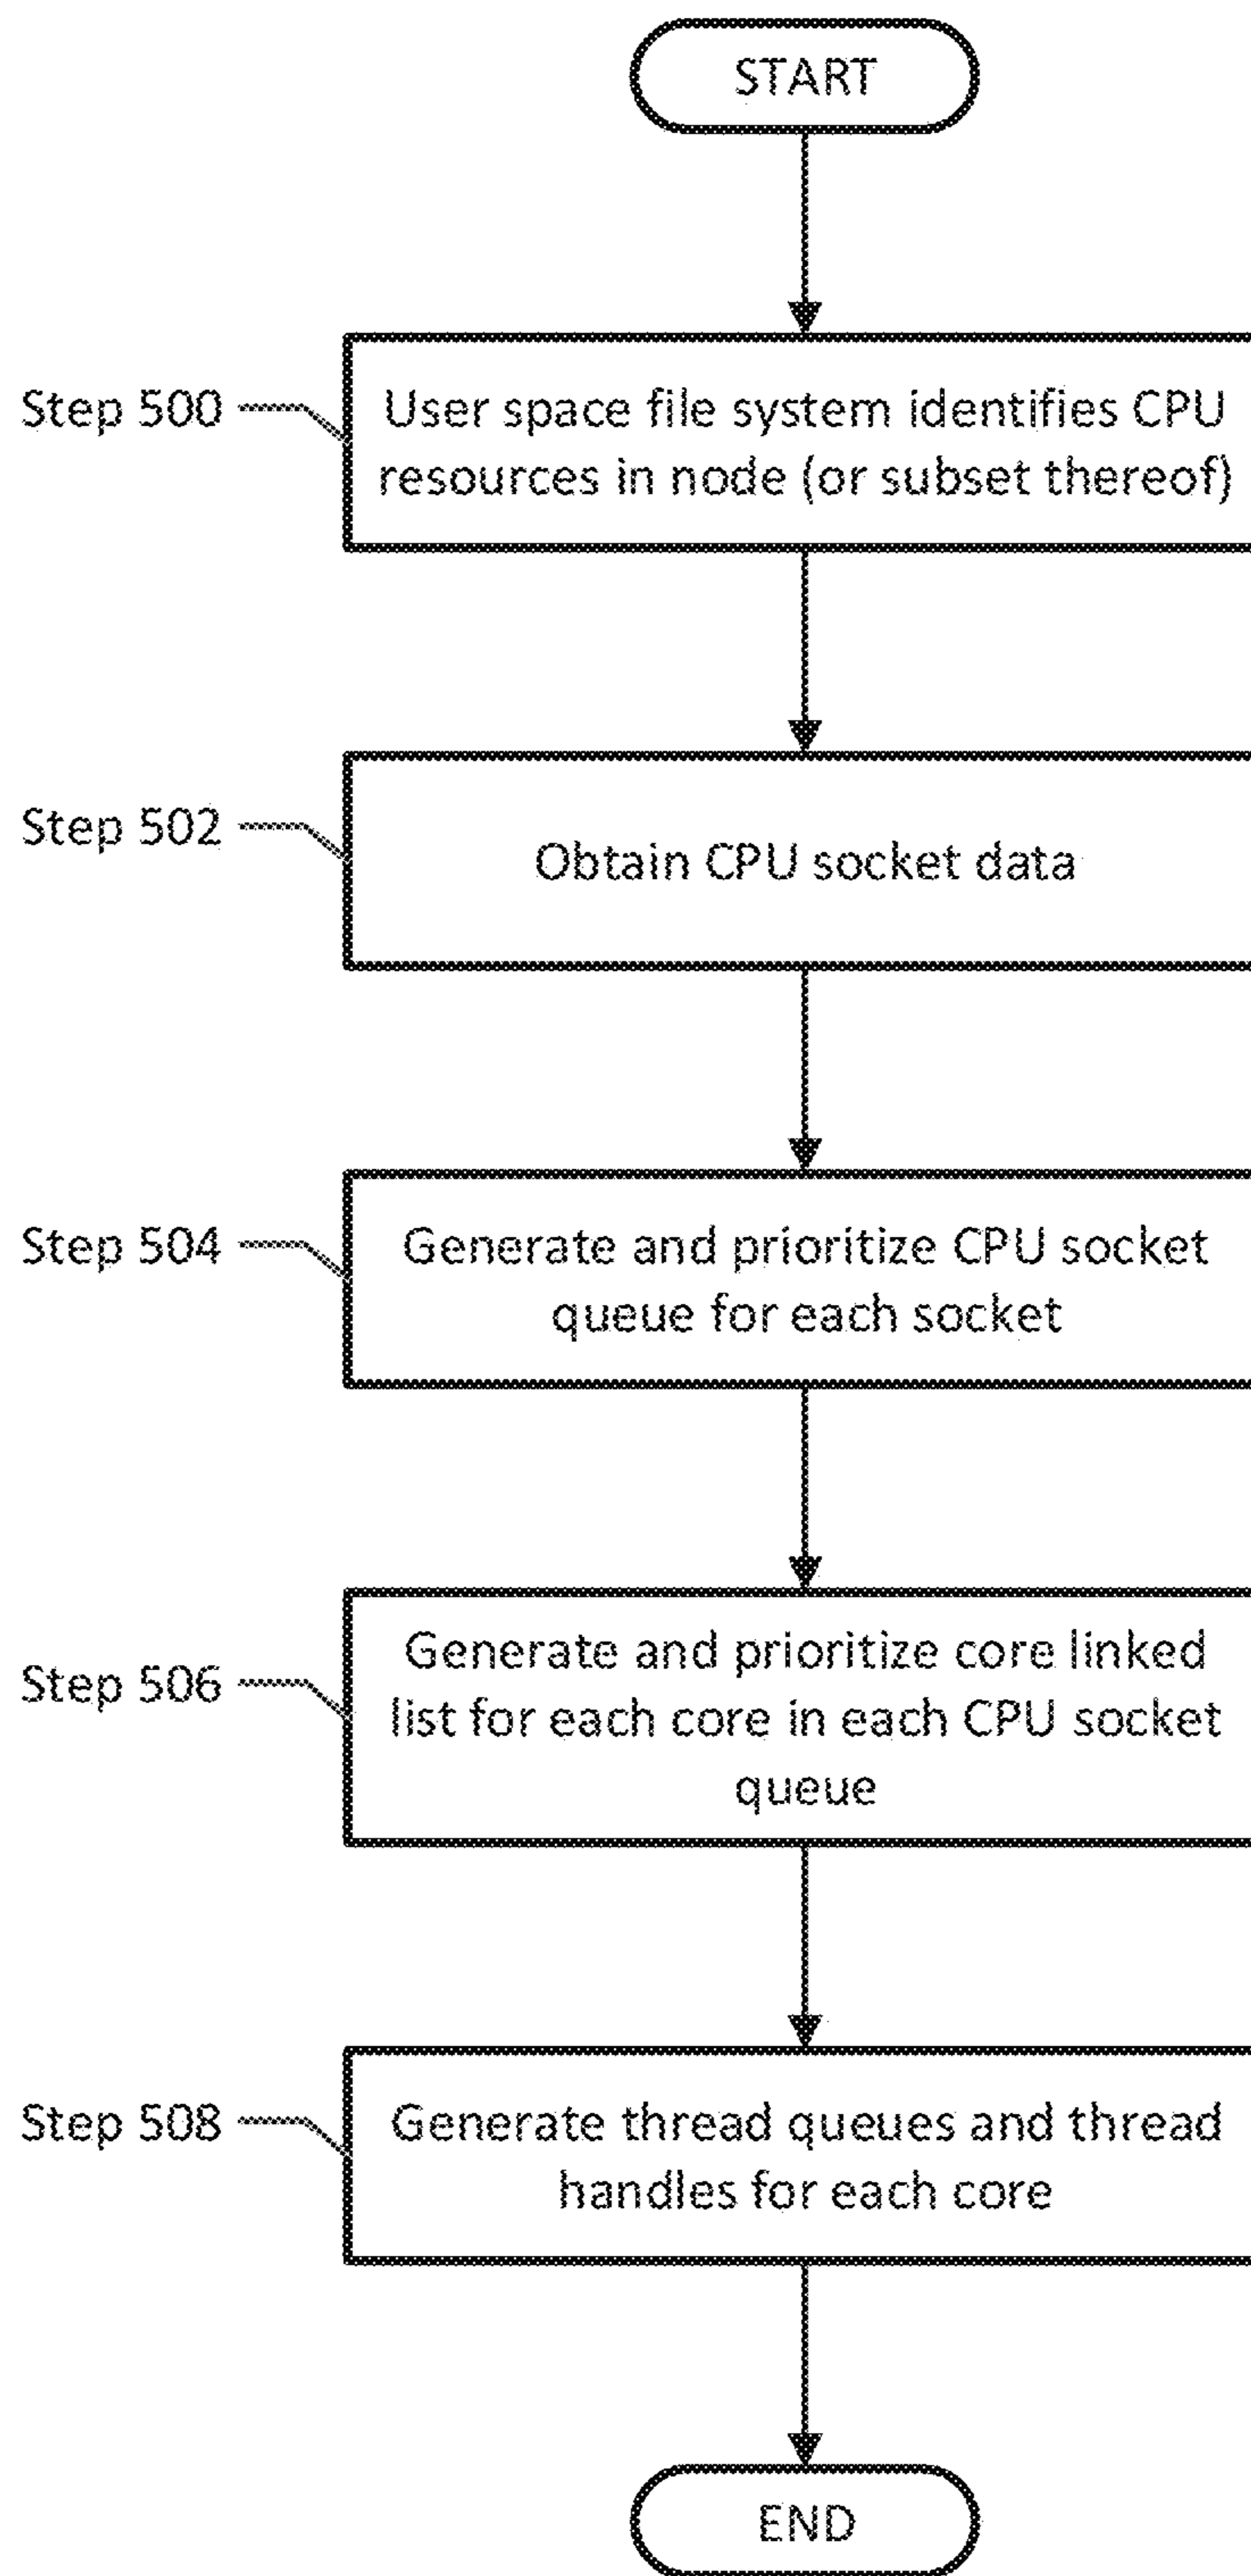 START
Step 500
User space file system identifies CPU
resources in node (or subset thereof)
Step 502
Obtain CPU socket data
Step 504
Generate and prioritize CPU socket
queue for each socket
Step 506
Generate and prioritize core linked
list for each core in each CPU socket
queue
Step 508
Generate thread queues and thread
handles for each core
END